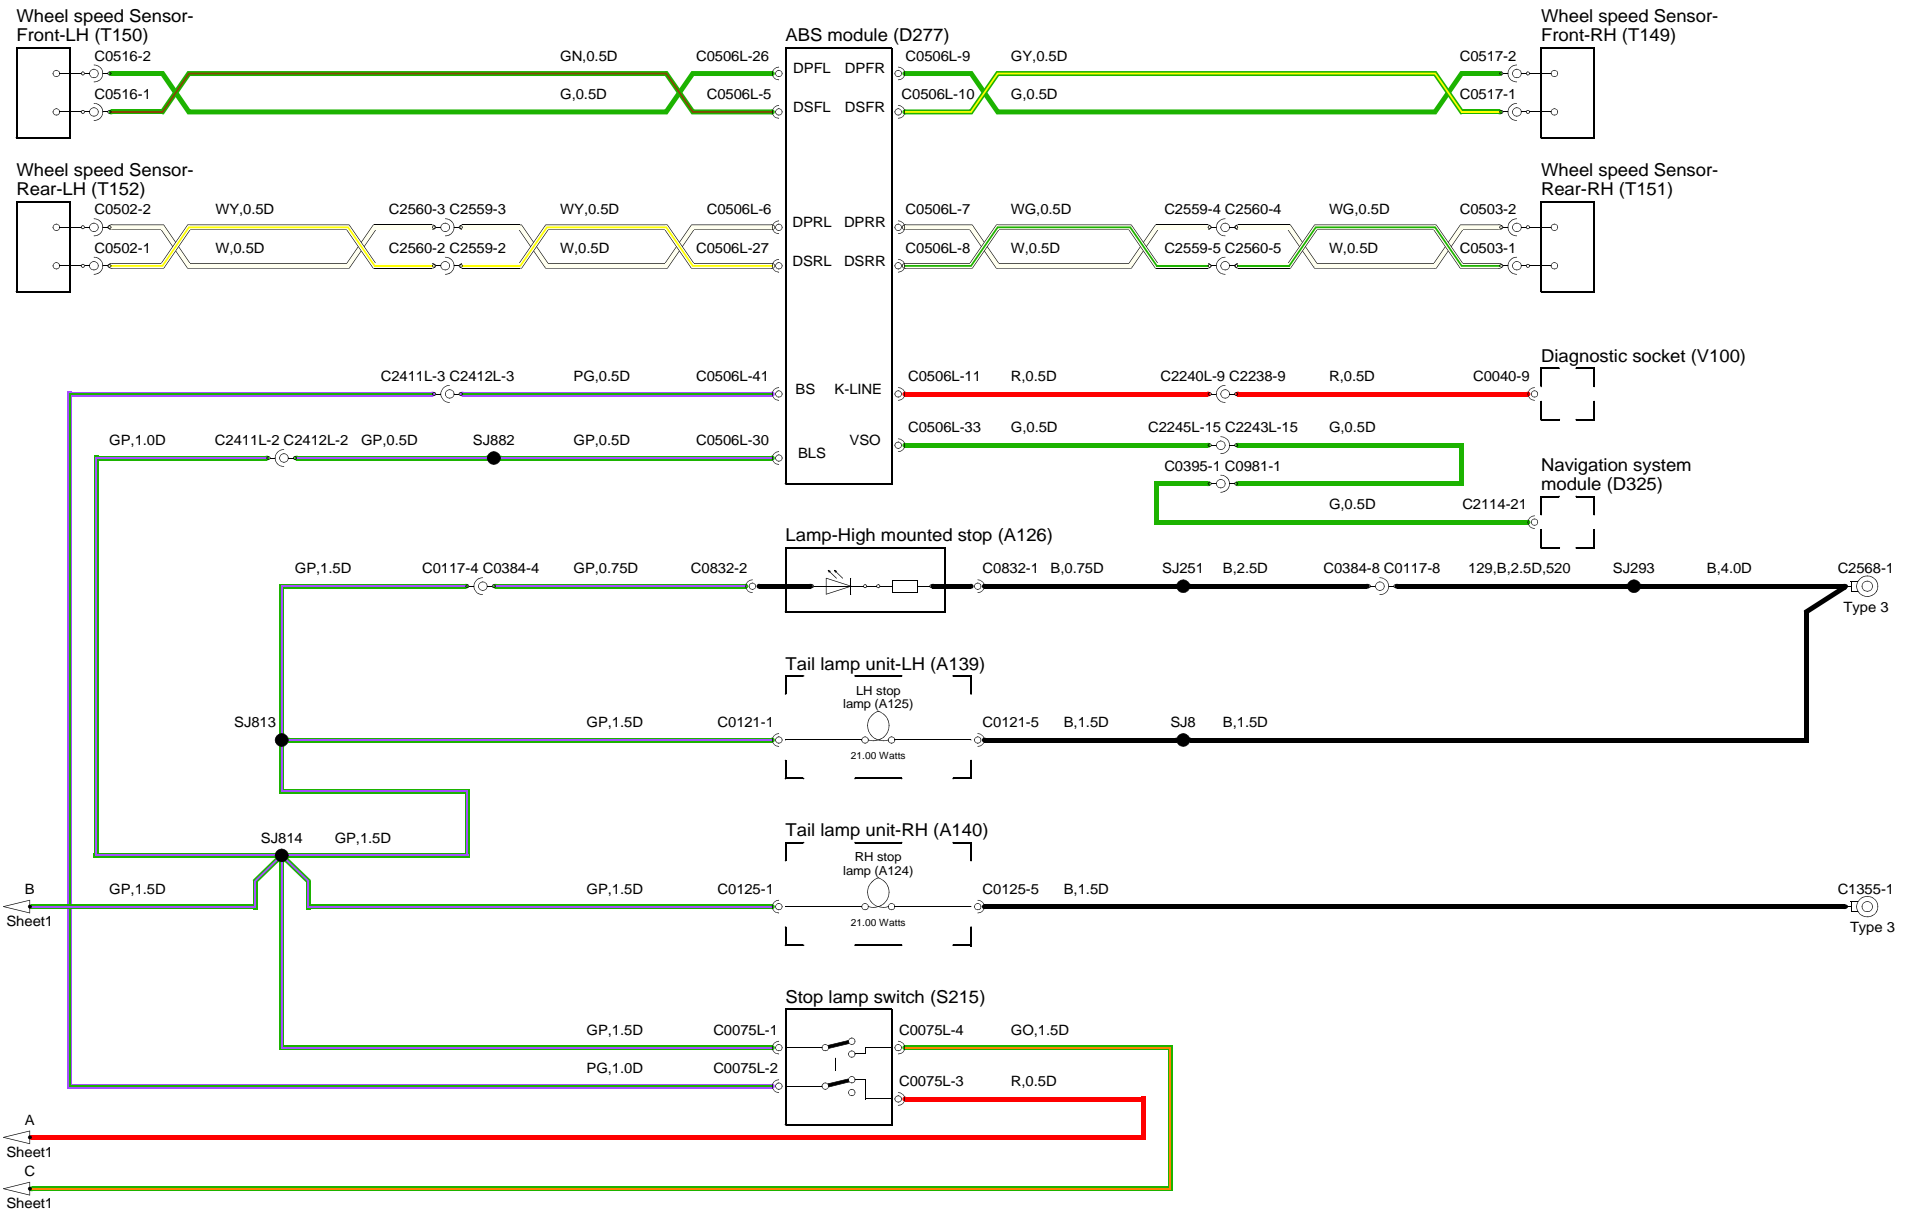 Wheel speed Sensor-
Front-LH (T150)
ABS module (D277)
Wheel speed Sensor-
Front-RH (T149)
C0516-2
GN,0.5D
C0506L-26
DPFL
DPFR
C0506L-9
GY,0.5D
C0517-2
C0516-1
G,0.5D
C0506L-5
DSFL
DSFR
C0506L-10
G,0.5D
C0517-1
Wheel speed Sensor-
Rear-LH (T152)
Wheel speed Sensor-
Rear-RH (T151)
C0502-2
WY,0.5D
C2560-3 C2559-3
WY,0.5D
C0506L-6
DPRL
DPRR
C0506L-7
WG,0.5D
C2559-4 C2560-4
WG,0.5D
C0503-2
C0502-1
W,0.5D
C2560-2 C2559-2
W,0.5D
C0506L-27
DSRL
DSRR
C0506L-8
W,0.5D
C2559-5 C2560-5
W,0.5D
C0503-1
Diagnostic socket (V100)
C2411L-3 C2412L-3
PG,0.5D
C0506L-41
BS
K-LINE
C0506L-11
R,0.5D
C2240L-9 C2238-9
R,0.5D
C0040-9
GP,1.0D
C2411L-2 C2412L-2
GP,0.5D
SJ882
GP,0.5D
C0506L-30
BLS
VSO
C0506L-33
G,0.5D
C2245L-15 C2243L-15
G,0.5D
C0395-1 C0981-1
Navigation system
module (D325)
G,0.5D
C2114-21
Lamp-High mounted stop (A126)
GP,1.5D
C0117-4 C0384-4
GP,0.75D
C0832-2
C0832-1
B,0.75D
SJ251
B,2.5D
C0384-8 C0117-8
129,B,2.5D,520
SJ293
B,4.0D
C2568-1
Type 3
Tail lamp unit-LH (A139)
LH stop
lamp (A125)
SJ813
GP,1.5D
C0121-1
C0121-5
B,1.5D
SJ8
B,1.5D
21.00 Watts
SJ814
GP,1.5D
Tail lamp unit-RH (A140)
RH stop
lamp (A124)
B
GP,1.5D
GP,1.5D
C0125-1
C0125-5
B,1.5D
C1355-1
Sheet1
21.00 Watts
Type 3
Stop lamp switch (S215)
GP,1.5D
C0075L-1
C0075L-4
GO,1.5D
PG,1.0D
C0075L-2
C0075L-3
R,0.5D
A
Sheet1
C
Sheet1